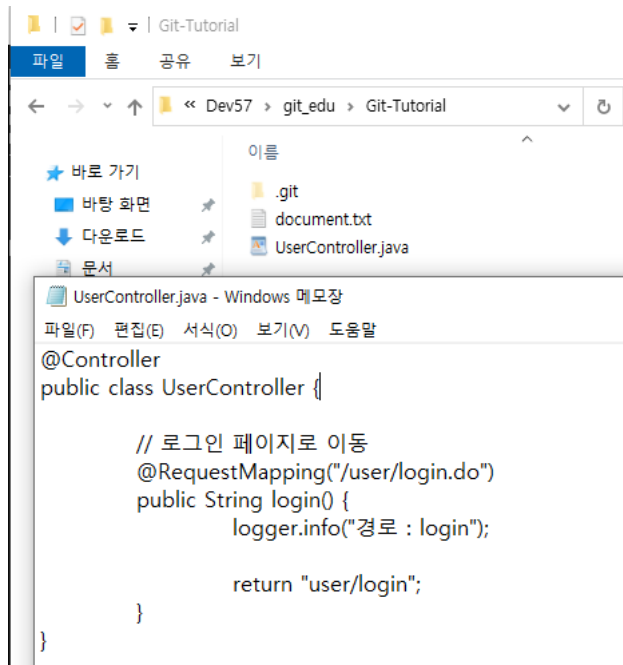 Git-Tutorial
파일 홈 공유 보기
« Dev57 › git_edu › Git-Tutorial
이름
바로 가기
바탕 화면
다운로드
문서
.git
document.txt
UserController.java
UserController.java - Windows 메모장
파일(F) 편집(E) 서식(O) 보기(V) 도움말
@Controller
public class UserController {
// 로그인 페이지로 이동
@RequestMapping("/user/login.do")
public String login() {
logger.info("경로 : login");
return "user/login";
}
}